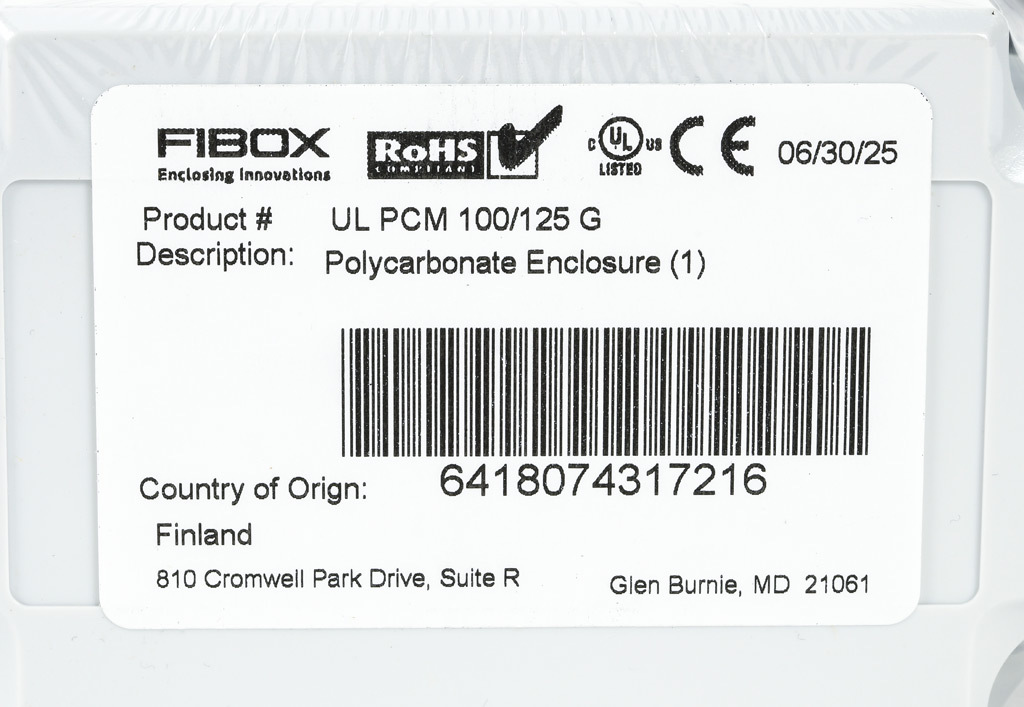 FIBOX
Enclosing Innovations
RoHS
COMPLIANT
C UL US
LISTED
CE
06/30/25
Product # UL PCM 100/125 G
Description: Polycarbonate Enclosure (1)
6418074317216
Country of Orign:
Finland
810 Cromwell Park Drive, Suite R Glen Burnie, MD 21061